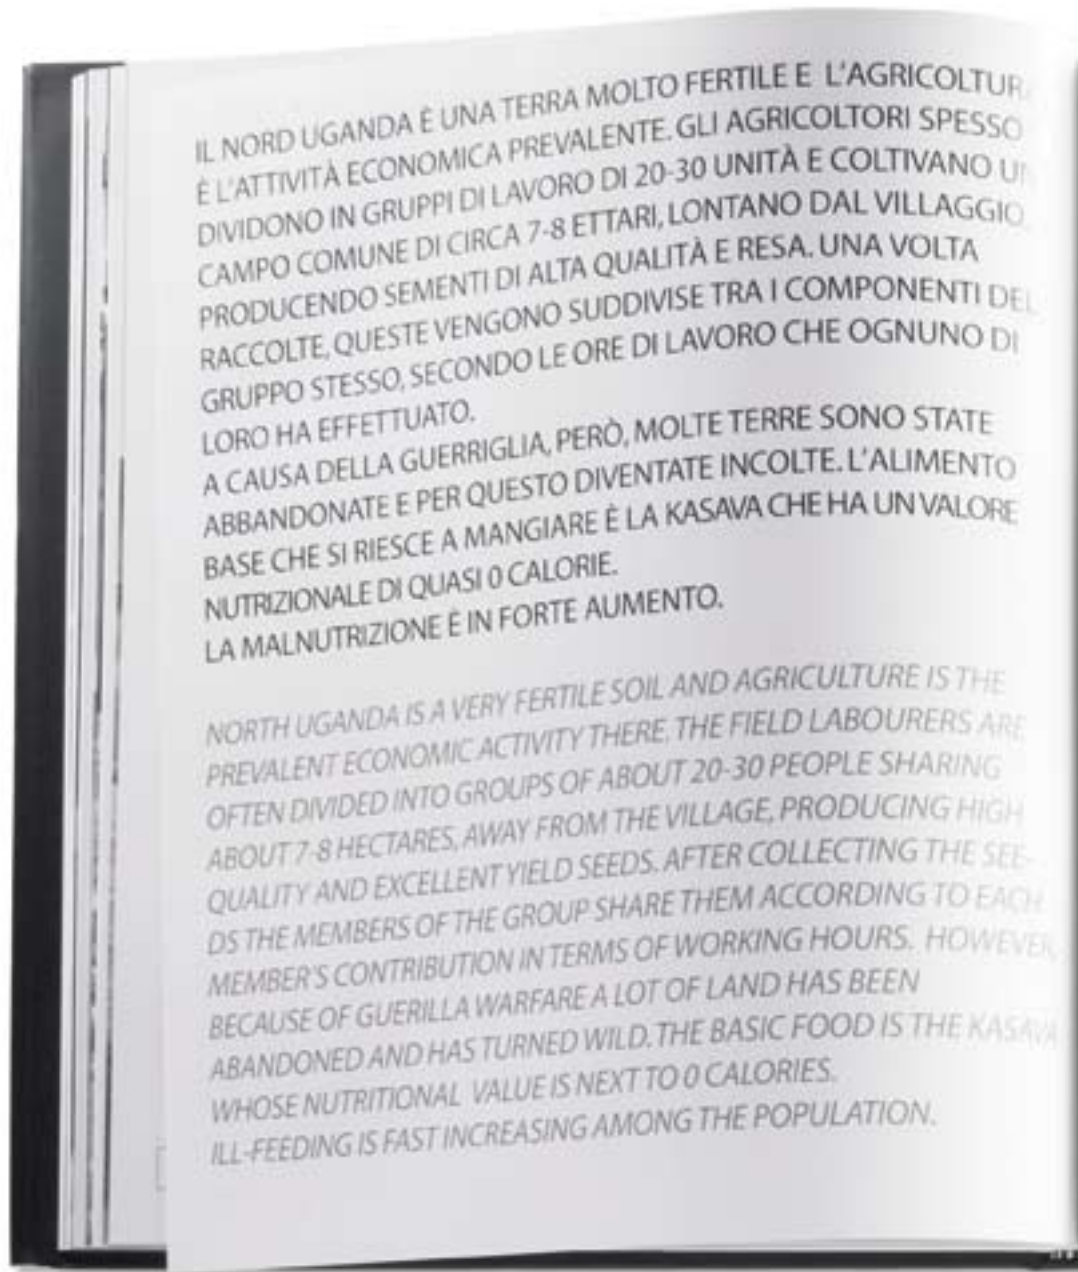 IL NORD UGANDA È UNA TERRA MOLTO FERTILE E L'AGRICOLTUR
È L'ATTIVITÀ ECONOMICA PREVALENTE. GLI AGRICOLTORI SPESSO
DIVIDONO IN GRUPPI DI LAVORO DI 20-30 UNITÀ E COLTIVANO UN
CAMPO COMUNE DI CIRCA 7-8 ETTARI, LONTANO DAL VILLAGGIO,
PRODUCENDO SEMENTI DI ALTA QUALITÀ E RESA. UNA VOLTA
RACCOLTE, QUESTE VENGONO SUDDIVISE TRA I COMPONENTI DEL
GRUPPO STESSO, SECONDO LE ORE DI LAVORO CHE OGNUNO DI
LORO HA EFFETTUATO.
A CAUSA DELLA GUERRIGLIA, PERÒ, MOLTE TERRE SONO STATE
ABBANDONATE E PER QUESTO DIVENTATE INCOLTE. L'ALIMENTO
BASE CHE SI RIESCE A MANGIARE È LA KASAVA CHE HA UN VALORE
NUTRIZIONALE DI QUASI 0 CALORIE.
LA MALNUTRIZIONE È IN FORTE AUMENTO.
NORTH UGANDA IS A VERY FERTILE SOIL AND AGRICULTURE IS THE
PREVALENT ECONOMIC ACTIVITY THERE. THE FIELD LABOURERS ARE
OFTEN DIVIDED INTO GROUPS OF ABOUT 20-30 PEOPLE SHARING
ABOUT 7-8 HECTARES, AWAY FROM THE VILLAGE, PRODUCING HIGH
QUALITY AND EXCELLENT YIELD SEEDS. AFTER COLLECTING THE SEE-
DS THE MEMBERS OF THE GROUP SHARE THEM ACCORDING TO EACH
MEMBER'S CONTRIBUTION IN TERMS OF WORKING HOURS. HOWEVER,
BECAUSE OF GUERILLA WARFARE A LOT OF LAND HAS BEEN
ABANDONED AND HAS TURNED WILD. THE BASIC FOOD IS THE KASAVA
WHOSE NUTRITIONAL VALUE IS NEXT TO 0 CALORIES.
ILL-FEEDING IS FAST INCREASING AMONG THE POPULATION.